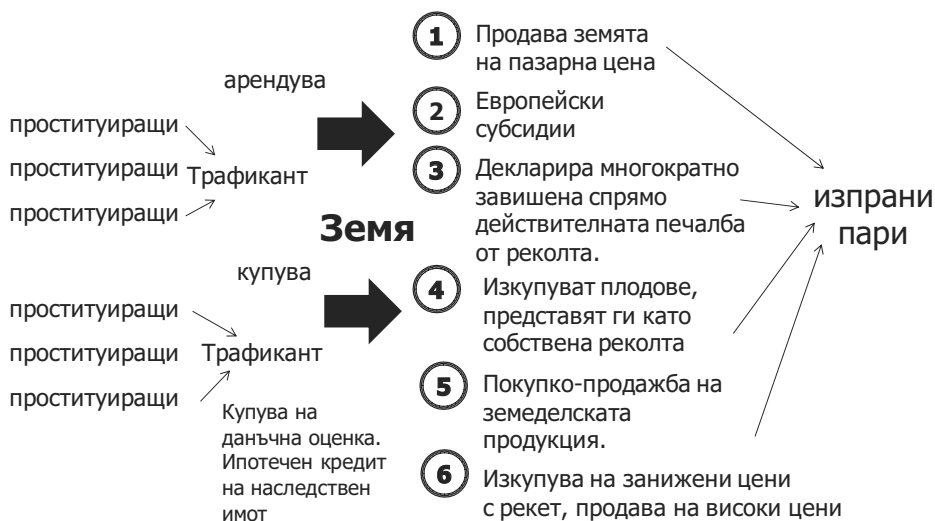 арендува
проституиращи
проституиращи
проституиращи
Трафикант
Земя
купува
проституиращи
проституиращи
проституиращи
Трафикант
Купува на
данъчна оценка.
Ипотечен кредит
на наследствен
имот
1 Продава земята
на пазарна цена
2 Европейски
субсидии
3 Декларира многократно
завишена спрямо
действителната печалба
от реколта.
4 Изкупуват плодове,
представят ги като
собствена реколта
5 Покупко-продажба на
земеделската
продукция.
6 Изкупува на занижени цени
с рекет, продава на високи цени
изпрани
пари